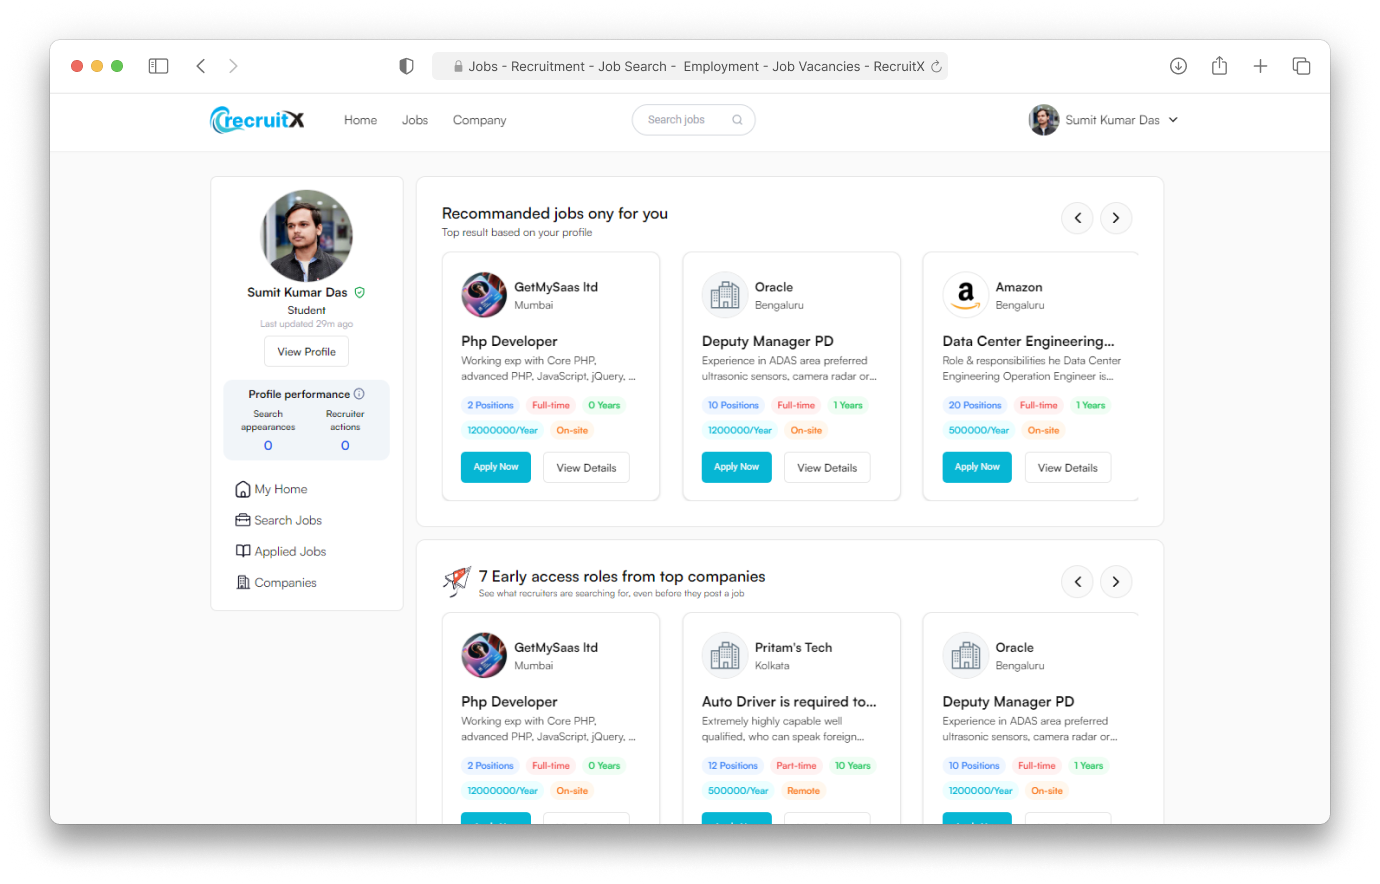 Jobs - Recruitment - Job Search - Employment - Job Vacancies - RecruitX
recruitX
Home
Jobs
Company
Search jobs
Sumit Kumar Das
Sumit Kumar Das
Student
Last updated 29m ago
View Profile
Profile performance
Search appearances
0
Recruiter actions
0
My Home
Search Jobs
Applied Jobs
Companies
Recommanded jobs ony for you
Top result based on your profile
GetMySaas ltd
Mumbai
Php Developer
Working exp with Core PHP,
advanced PHP, JavaScript, jQuery, ...
2 Positions Full-time 0 Years
12000000/Year On-site
Apply Now View Details
Oracle
Bengaluru
Deputy Manager PD
Experience in ADAS area preferred
ultrasonic sensors, camera radar or...
10 Positions Full-time 1 Years
1200000/Year On-site
Apply Now View Details
a
Amazon
Bengaluru
Data Center Engineering...
Role & responsibilities he Data Center
Engineering Operation Engineer is...
20 Positions Full-time 1 Years
500000/Year On-site
Apply Now View Details
7 Early access roles from top companies
See what recruiters are searching for, even before they post a job
GetMySaas ltd
Mumbai
Php Developer
Working exp with Core PHP,
advanced PHP, JavaScript, jQuery, ...
2 Positions Full-time 0 Years
12000000/Year On-site
Pritam's Tech
Kolkata
Auto Driver is required to...
Extremely highly capable well
qualified, who can speak foreign...
12 Positions Part-time 10 Years
500000/Year Remote
Oracle
Bengaluru
Deputy Manager PD
Experience in ADAS area preferred
ultrasonic sensors, camera radar or...
10 Positions Full-time 1 Years
1200000/Year On-site